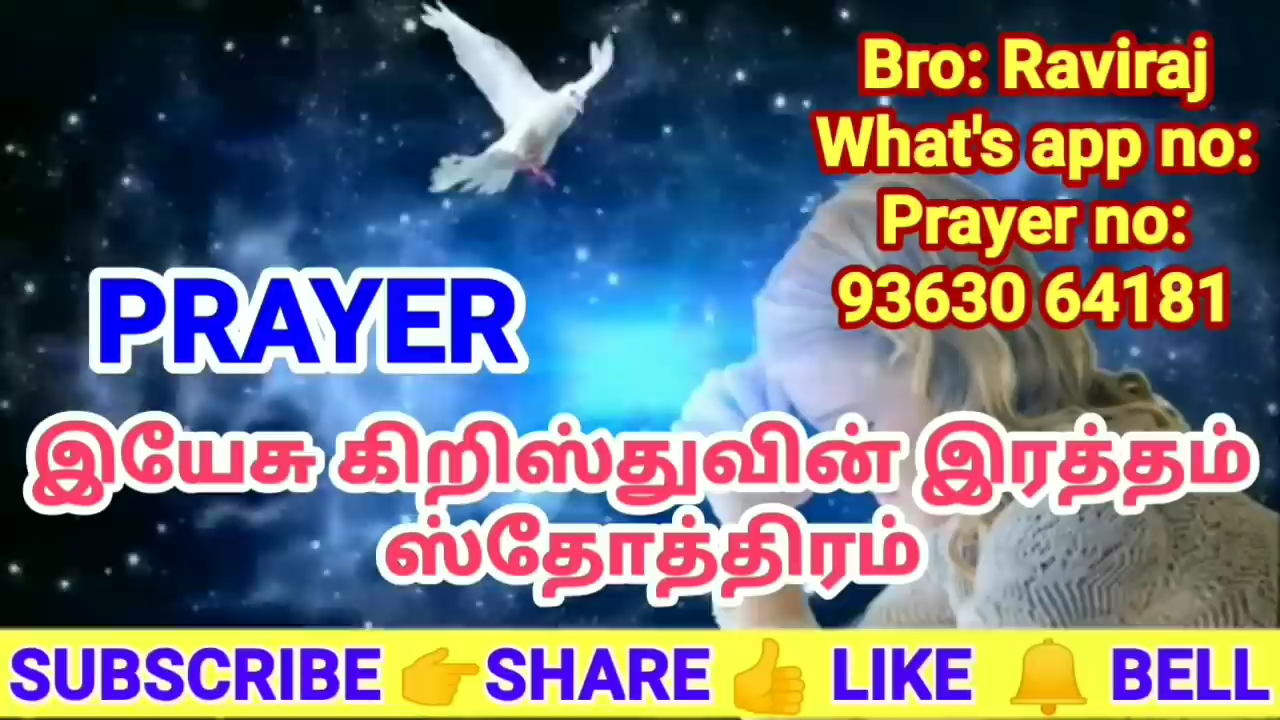 Bro: Raviraj
What's app no:
Prayer no:
93630 64181
PRAYER
இயேசு கிறிஸ்துவின் இரத்தம்
ஸ்தோத்திரம்
SUBSCRIBE 👉 SHARE 👍 LIKE 🔔 BELL